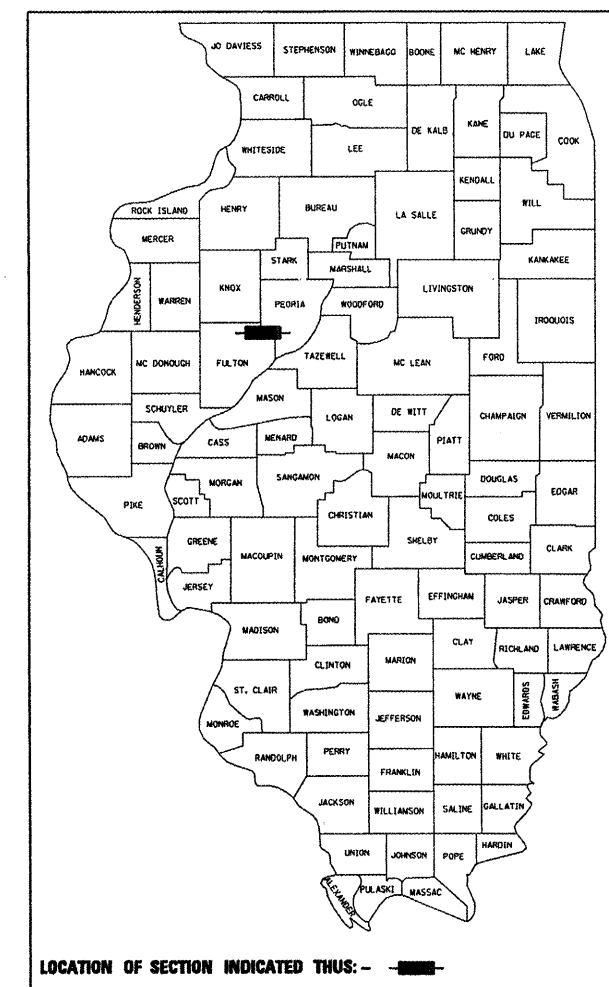 JO DAVIESS
STEPHENSON
WINNEBAGO
BOONE
MC HENRY
LAKE
CARROLL
OGLE
DE KALB
KANE
DU PAGE
COOK
WHITESIDE
LEE
KENDALL
WILL
ROCK ISLAND
HENRY
BUREAU
LA SALLE
GRUNDY
MERCER
PUTNAM
STARK
MARSHALL
KANKAKEE
HENDERSON
WARREN
KNOX
PEORIA
WOODFORD
LIVINGSTON
IROQUOIS
HANCOCK
MC DONOUGH
FULTON
TAZEWELL
MC LEAN
FORD
MASON
SCHUYLER
LOGAN
DE WITT
CHAMPAIGN
VERMILION
ADAMS
BROWN
CASS
MENARD
MACON
PIATT
MORGAN
SANGAMON
DOUGLAS
EDGAR
PIKE
SCOTT
CHRISTIAN
MOULTRIE
COLES
GREENE
MACOUPIN
MONTGOMERY
SHELBY
CUMBERLAND
CLARK
CALHOUN
JERSEY
FAYETTE
EFFINGHAM
JASPER
CRAWFORD
MADISON
BOND
CLAY
RICHLAND
LAWRENCE
CLINTON
MARION
ST. CLAIR
WAYNE
EDWARDS
WABASH
WASHINGTON
JEFFERSON
MONROE
RANDOLPH
PERRY
HAMILTON
WHITE
FRANKLIN
JACKSON
WILLIAMSON
SALINE
GALLATIN
UNION
JOHNSON
POPE
HARDIN
ALEXANDER
PULASKI
MASSAC
LOCATION OF SECTION INDICATED THUS: -